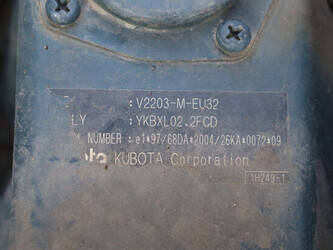 : V2203-M-EU32
LY : YKBXL02.2FCD
NUMBER : e1*97/68DA*2004/26KA*0072*09
KUBOTA Corporation
1H249-1